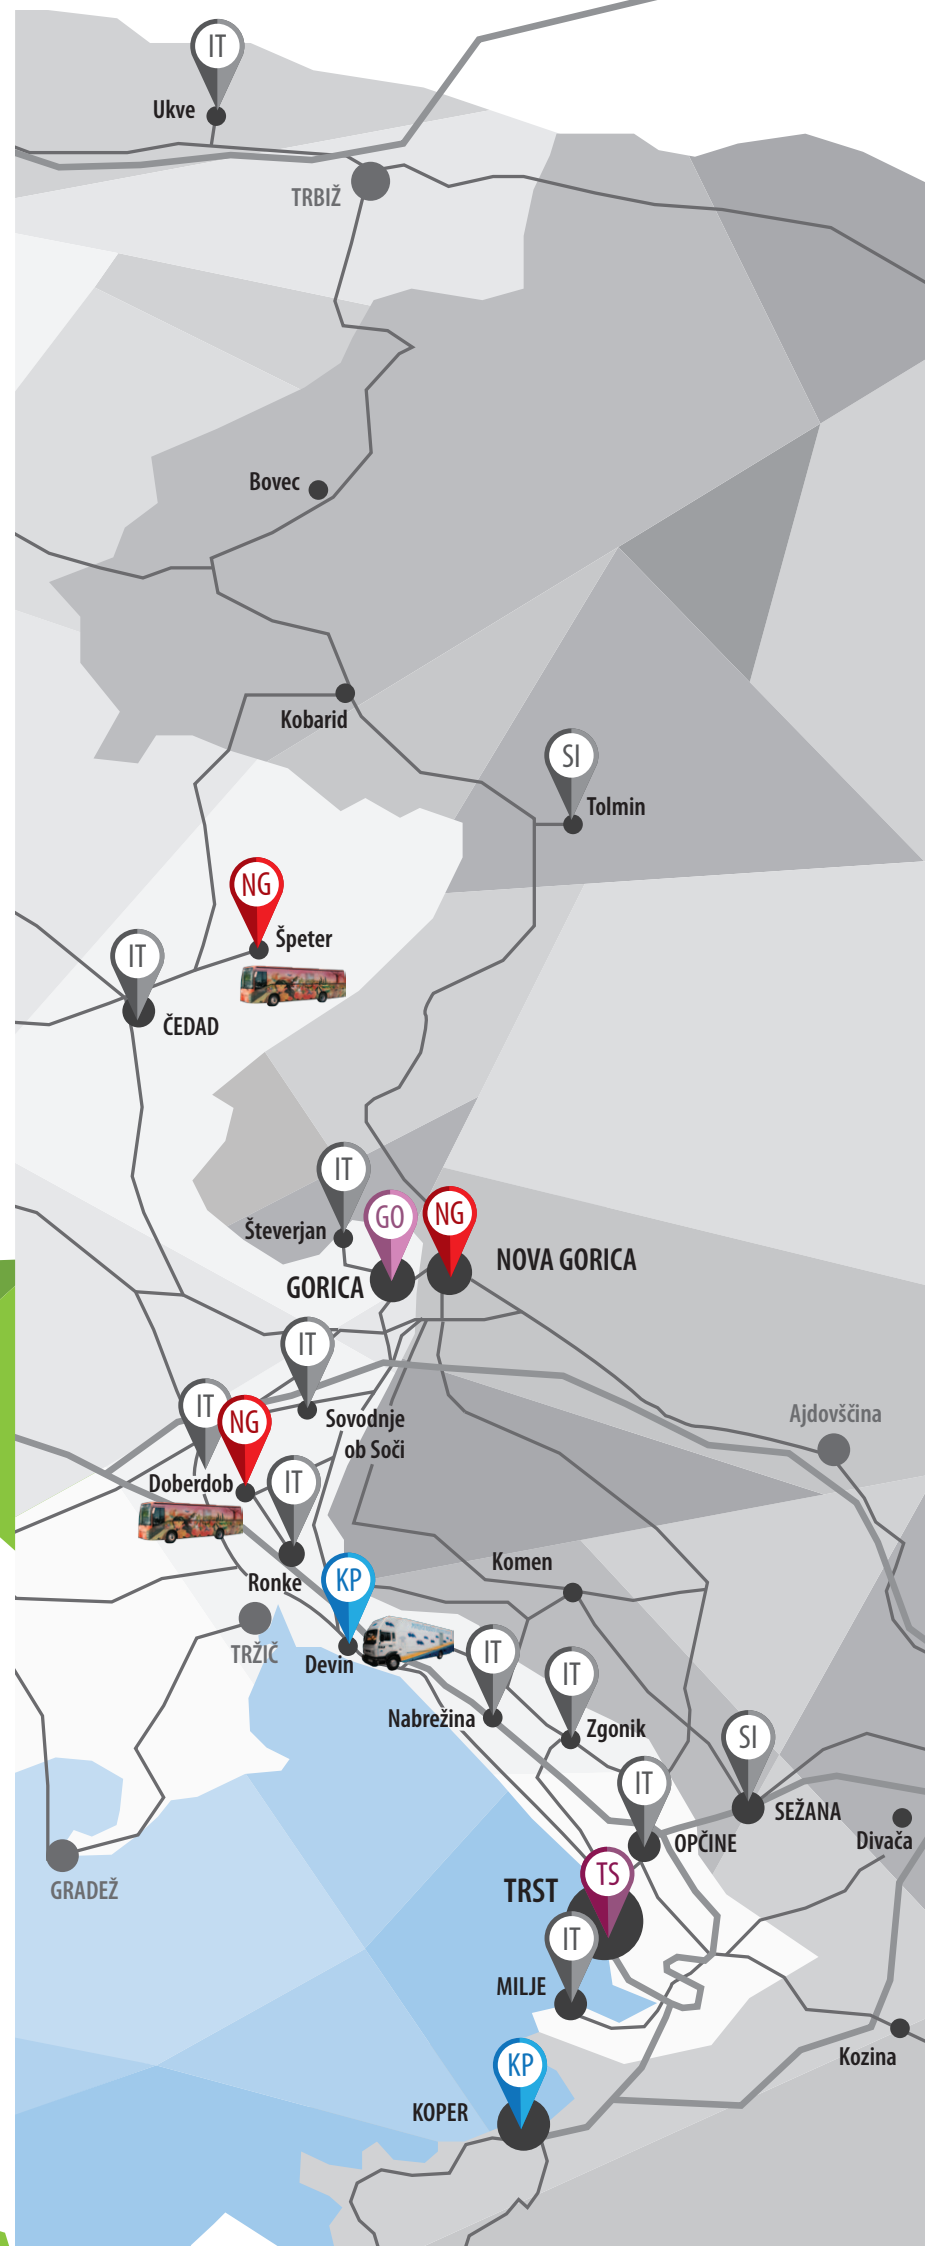 IT
Ukve
TRBIŽ
Bovec
Kobarid
SI
Tolmin
NG
Špeter
IT
ČEDAD
IT
Števerjan
GO
NG
GORICA
NOVA GORICA
IT
Sovodnje
ob Soči
IT
NG
Doberdob
Ajdovščina
IT
Ronke
Komen
KP
TRŽIČ
Devin
IT
Nabrežina
IT
Zgonik
SI
SEŽANA
IT
OPČINE
Divača
GRADEŽ
TS
TRST
IT
MILJE
Kozina
KP
KOPER